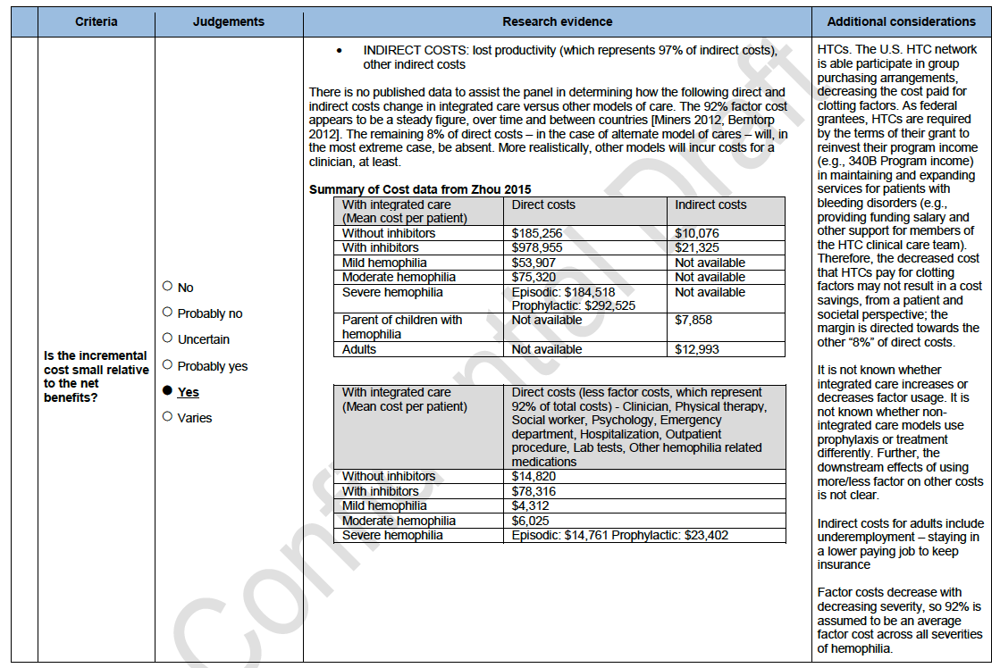 Criteria
Judgements
Research evidence
Additional considerations
Is the incremental
cost small relative
to the net
benefits?
No
Probably no
Uncertain
Probably yes
Yes
Varies
• INDIRECT COSTS: lost productivity (which represents 97% of indirect costs),
other indirect costs
There is no published data to assist the panel in determining how the following direct and
indirect costs change in integrated care versus other models of care. The 92% factor cost
appears to be a steady figure, over time and between countries [Miners 2012, Berntorp
2012]. The remaining 8% of direct costs – in the case of alternate model of cares – will, in
the most extreme case, be absent. More realistically, other models will incur costs for a
clinician, at least.
Summary of Cost data from Zhou 2015
With integrated care
(Mean cost per patient)
Direct costs
Indirect costs
Without inhibitors
$185,256
$10,076
With inhibitors
$978,955
$21,325
Mild hemophilia
$53,907
Not available
Moderate hemophilia
$75,320
Not available
Severe hemophilia
Episodic: $184,518
Prophylactic: $292,525
Not available
Parent of children with
hemophilia
Not available
$7,858
Adults
Not available
$12,993
With integrated care
(Mean cost per patient)
Direct costs (less factor costs, which represent
92% of total costs) - Clinician, Physical therapy,
Social worker, Psychology, Emergency
department, Hospitalization, Outpatient
procedure, Lab tests, Other hemophilia related
medications
Without inhibitors
$14,820
With inhibitors
$78,316
Mild hemophilia
$4,312
Moderate hemophilia
$6,025
Severe hemophilia
Episodic: $14,761 Prophylactic: $23,402
HTCs. The U.S. HTC network
is able participate in group
purchasing arrangements,
decreasing the cost paid for
clotting factors. As federal
grantees, HTCs are required
by the terms of their grant to
reinvest their program income
(e.g., 340B Program income)
in maintaining and expanding
services for patients with
bleeding disorders (e.g.,
providing funding salary and
other support for members of
the HTC clinical care team).
Therefore, the decreased cost
that HTCs pay for clotting
factors may not result in a cost
savings, from a patient and
societal perspective; the
margin is directed towards the
other “8%” of direct costs.
It is not known whether
integrated care increases or
decreases factor usage. It is
not known whether non-
integrated care models use
prophylaxis or treatment
differently. Further, the
downstream effects of using
more/less factor on other costs
is not clear.
Indirect costs for adults include
underemployment – staying in
a lower paying job to keep
insurance
Factor costs decrease with
decreasing severity, so 92% is
assumed to be an average
factor cost across all severities
of hemophilia.
Confidential Draft